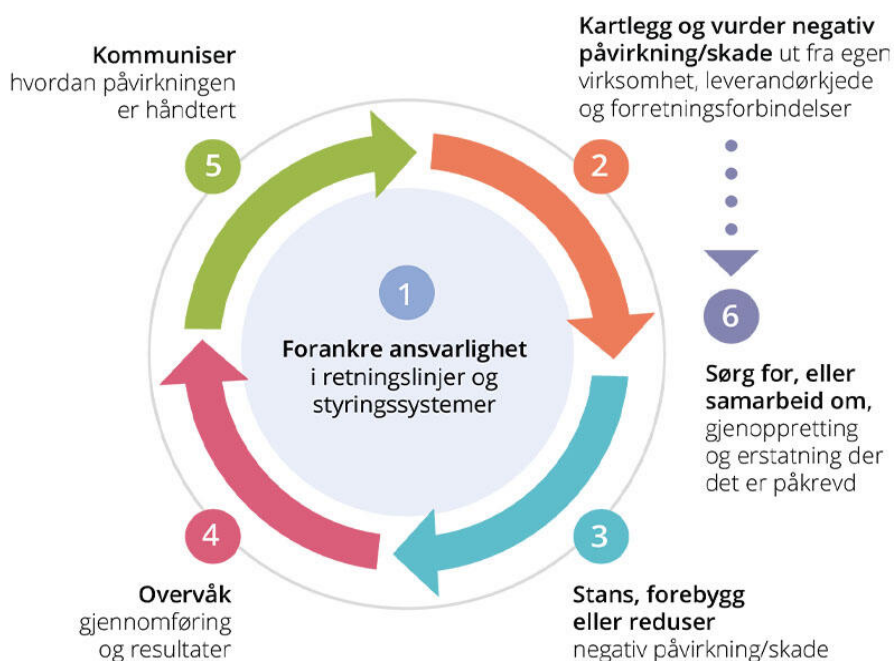 1
Forankre ansvarlighet
i retningslinjer og
styringssystemer
2
Kartlegg og vurder negativ
påvirkning/skade ut fra egen
virksomhet, leverandørkjede
og forretningsforbindelser
3
Stans, forebygg
eller reduser
negativ påvirkning/skade
4
Overvåk
gjennomføring
og resultater
5
Kommuniser
hvordan påvirkningen
er håndtert
6
Sørg for, eller
samarbeid om,
gjenoppretting
og erstatning der
det er påkrevd